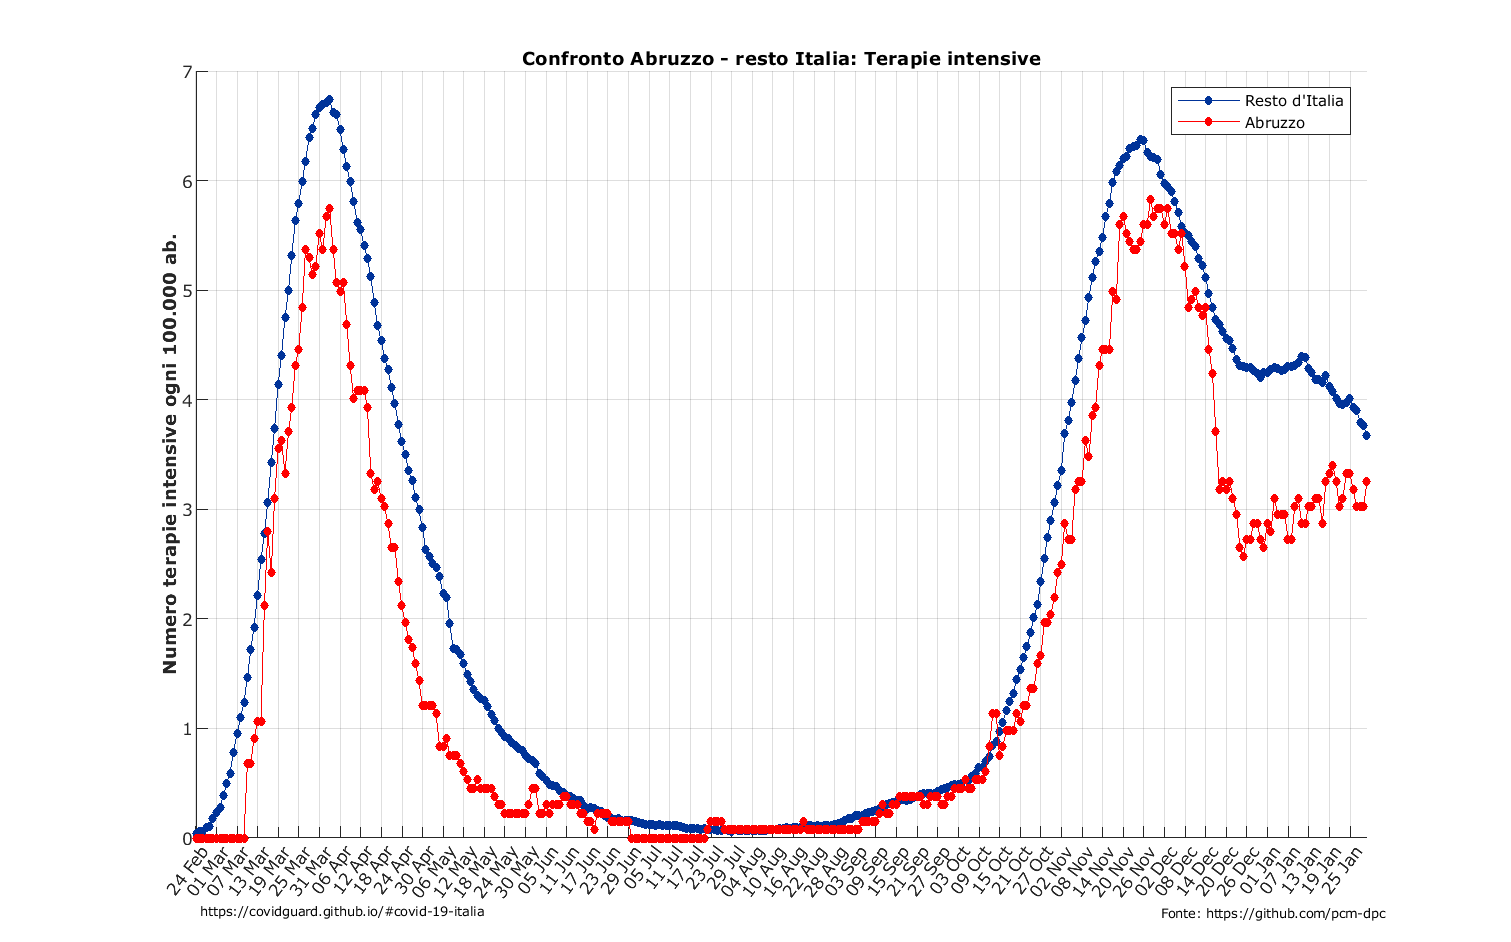 Confronto Abruzzo - resto Italia: Terapie intensive
Resto d'Italia
Abruzzo
Numero terapie intensive ogni 100.000 ab.
7
6
5
4
3
2
1
0
24 Feb
01 Mar
07 Mar
13 Mar
19 Mar
25 Mar
31 Mar
06 Apr
12 Apr
18 Apr
24 Apr
30 Apr
06 May
12 May
18 May
24 May
30 May
05 Jun
11 Jun
17 Jun
23 Jun
29 Jun
05 Jul
11 Jul
17 Jul
23 Jul
29 Jul
04 Aug
10 Aug
16 Aug
22 Aug
28 Aug
03 Sep
09 Sep
15 Sep
21 Sep
27 Sep
03 Oct
09 Oct
15 Oct
21 Oct
27 Oct
02 Nov
08 Nov
14 Nov
20 Nov
26 Nov
02 Dec
08 Dec
14 Dec
20 Dec
26 Dec
01 Jan
07 Jan
13 Jan
19 Jan
25 Jan
https://covidguard.github.io/#covid-19-italia
Fonte: https://github.com/pcm-dpc